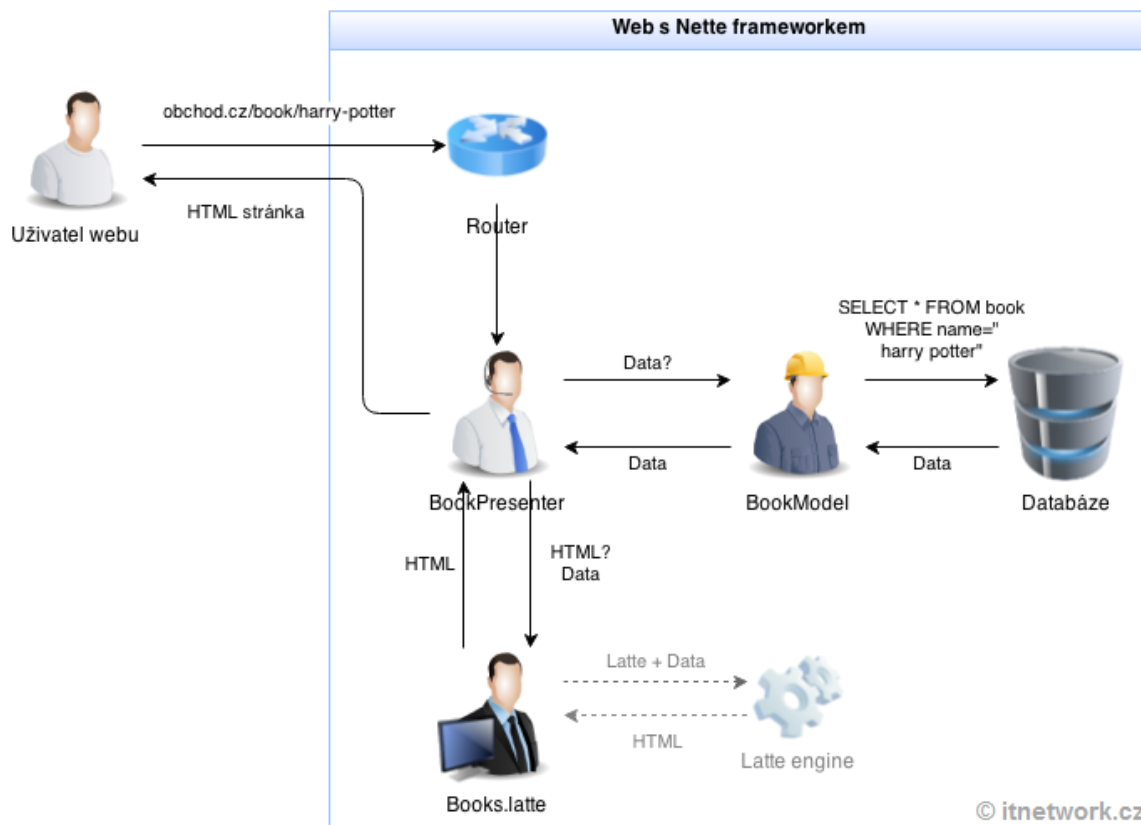 Web s Nette frameworkem
obchod.cz/book/harry-potter
HTML stránka
Uživatel webu
Router
SELECT * FROM book
WHERE name="
harry potter"
Data?
Data
Data
BookPresenter
BookModel
Databáze
HTML
HTML?
Data
Latte + Data
HTML
Latte engine
Books.latte
© itnetwork.cz